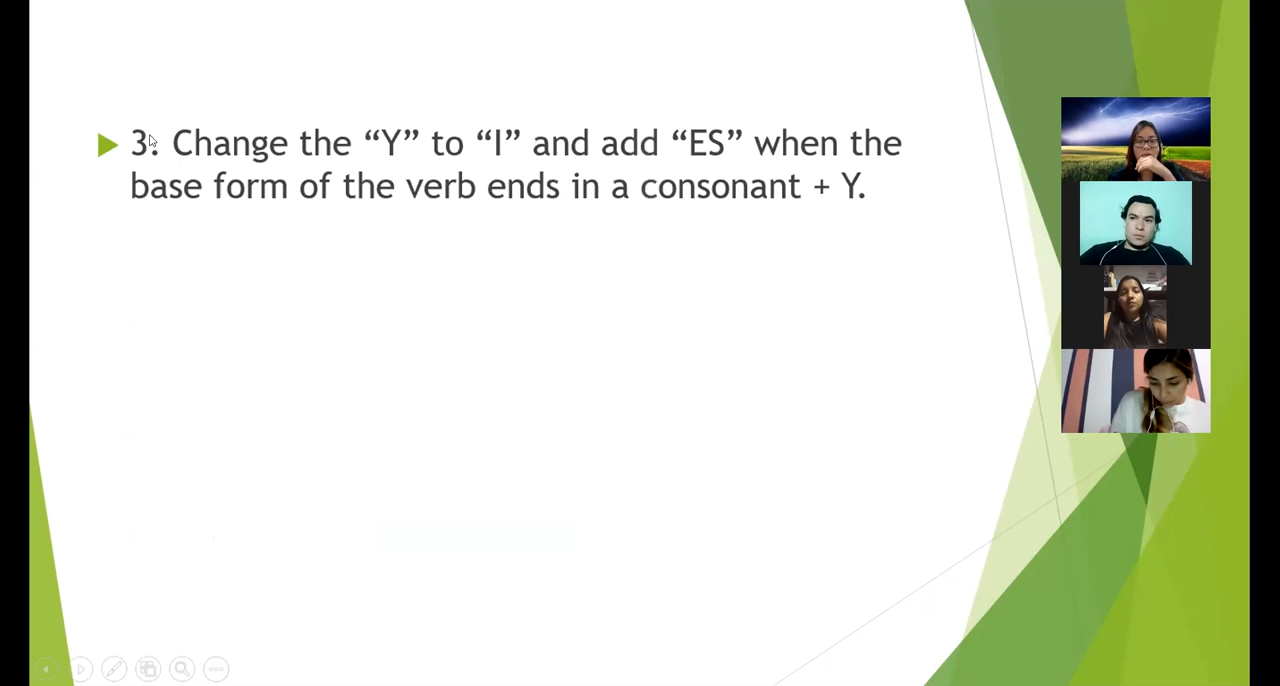 3. Change the “Y” to “I” and add “ES” when the
base form of the verb ends in a consonant + Y.